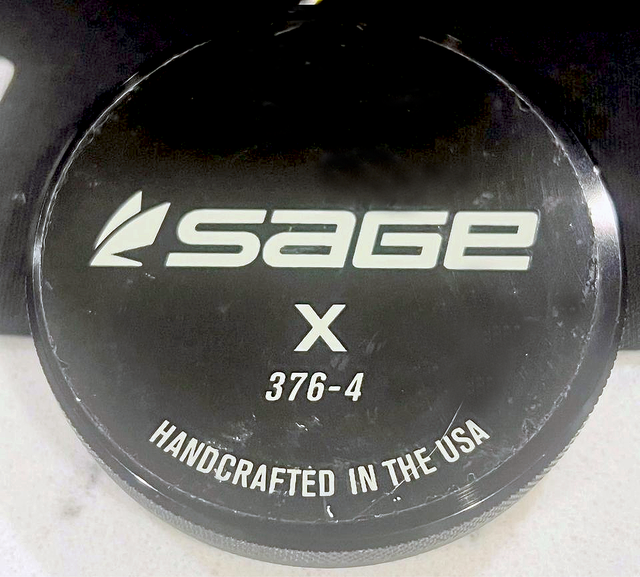 SAGE
X
376-4
HANDCRAFTED IN THE USA